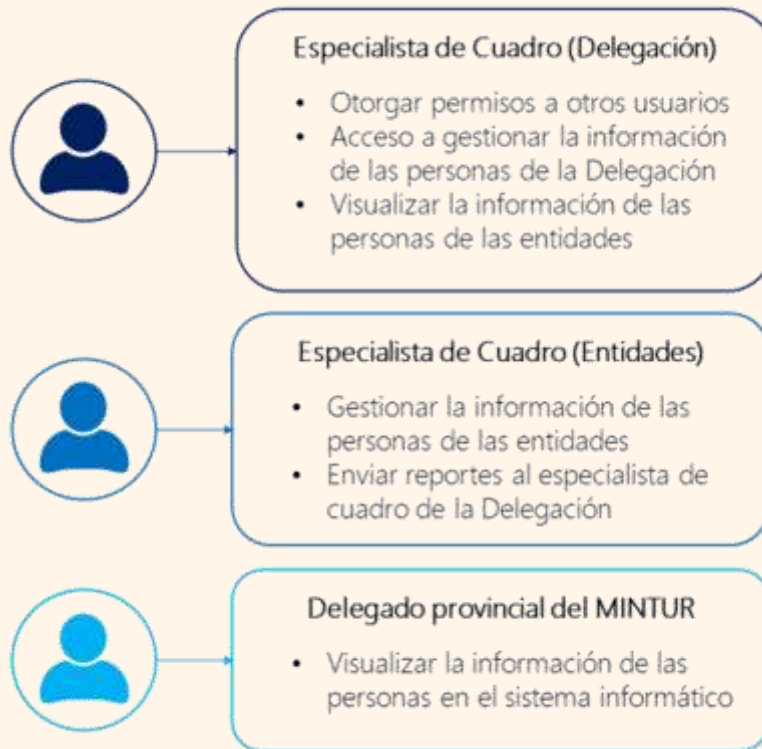 Especialista de Cuadro (Delegación)
• Otorgar permisos a otros usuarios
• Acceso a gestionar la información
de las personas de la Delegación
• Visualizar la información de las
personas de las entidades
Especialista de Cuadro (Entidades)
• Gestionar la información de las
personas de las entidades
• Enviar reportes al especialista de
cuadro de la Delegación
Delegado provincial del MINTUR
• Visualizar la información de las
personas en el sistema informático